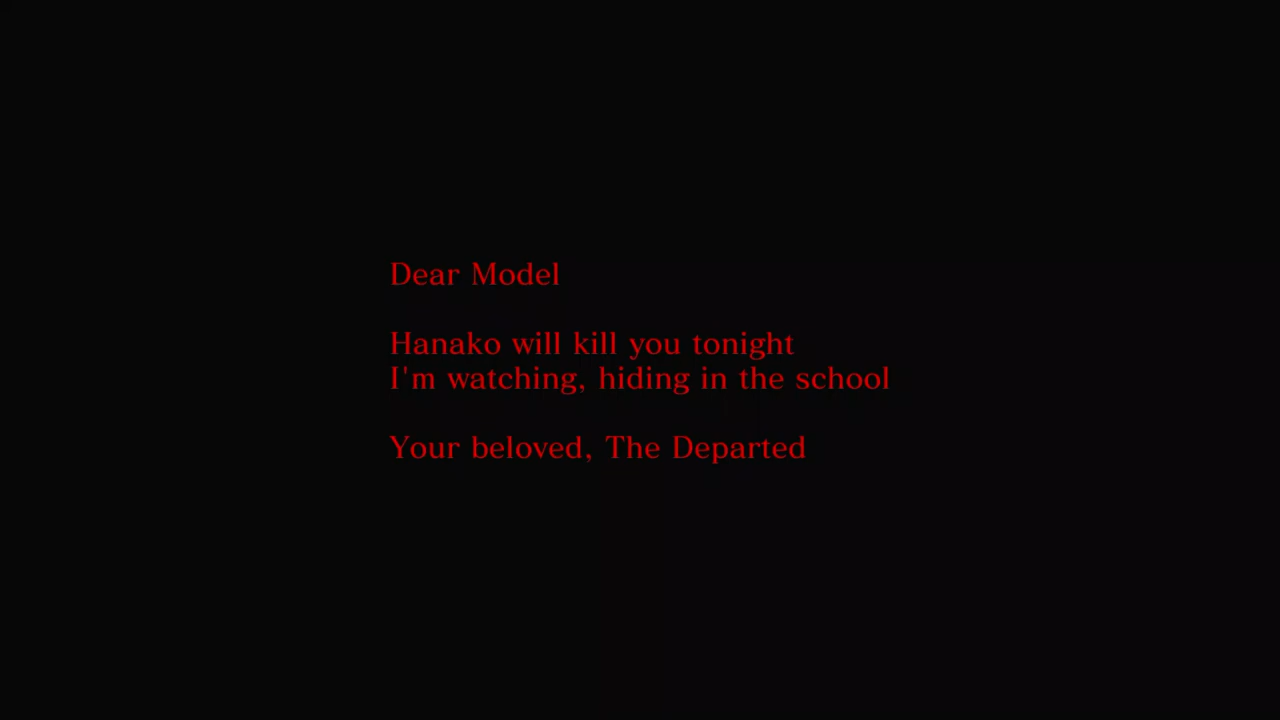 Dear Model
Hanako will kill you tonight
I'm watching, hiding in the school
Your beloved, The Departed